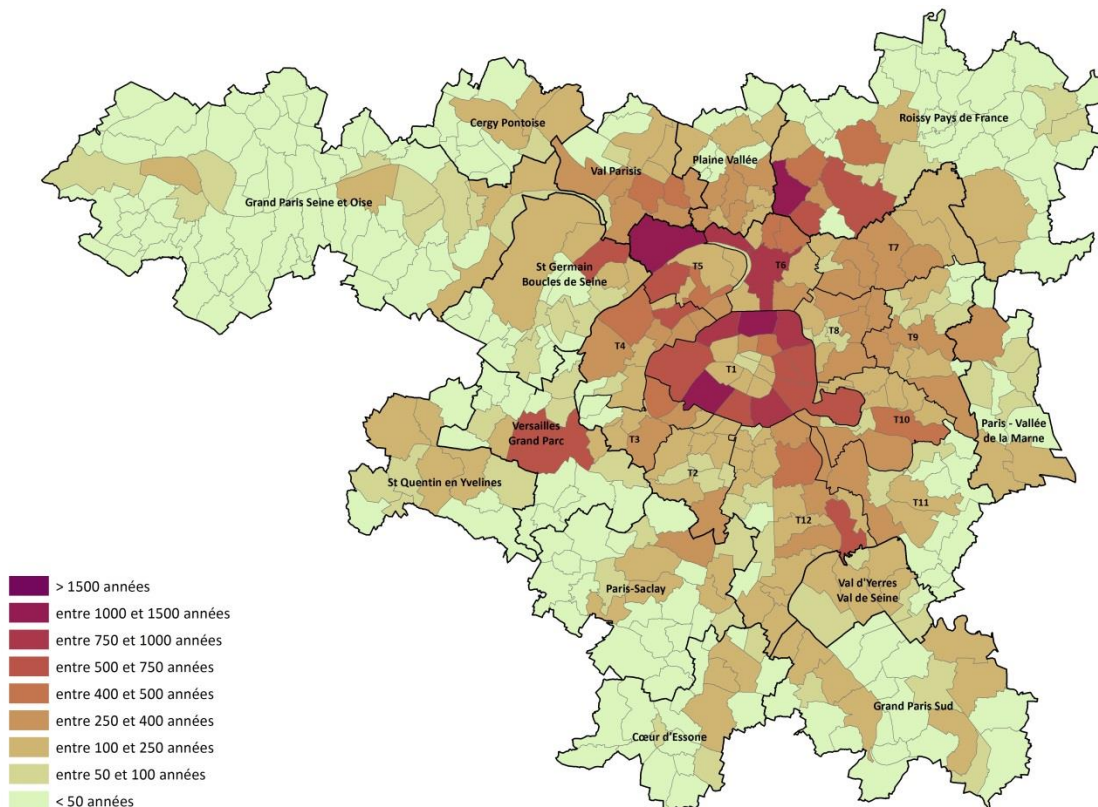 Roissy Pays de France
Cergy Pontoise
Plaine Vallée
Val Parisis
Grand Paris Seine et Oise
T7
St Germain
Boucles de Seine
T5
T6
T8
T9
T4
T1
Versailles
Grand Parc
T10
Paris - Vallée
de la Marne
T3
T2
St Quentin en Yvelines
T11
T12
Val d'Yerres
Val de Seine
Paris-Saclay
Grand Paris Sud
Cœur d'Essone
> 1500 années
entre 1000 et 1500 années
entre 750 et 1000 années
entre 500 et 750 années
entre 400 et 500 années
entre 250 et 400 années
entre 100 et 250 années
entre 50 et 100 années
< 50 années